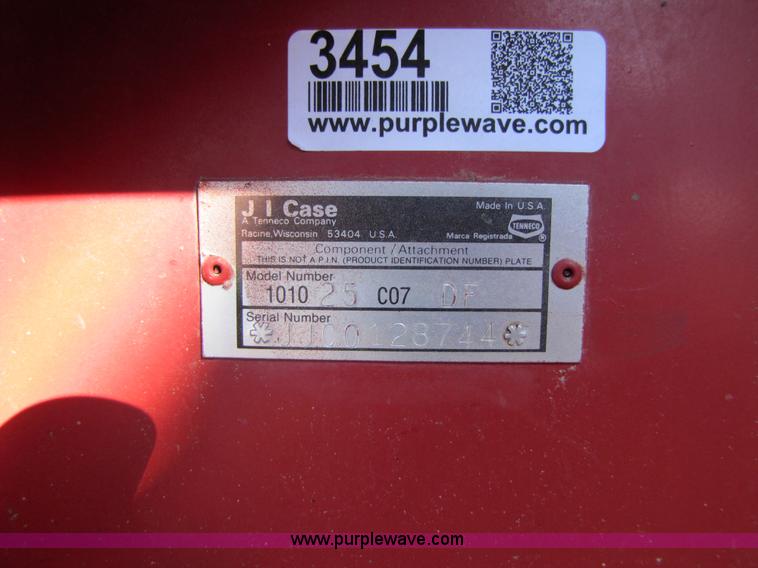 3454
www.purplewave.com
J I Case
A Tenneco Company
Racine, Wisconsin 53404 U.S.A.
Made In U.S.A.
TENNECO
Marca Registrada ®
Component / Attachment
THIS IS NOT A P.I.N. (PRODUCT IDENTIFICATION NUMBER) PLATE
Model Number
1010 25 C07 DF
Serial Number
*JJC0128744*
www.purplewave.com